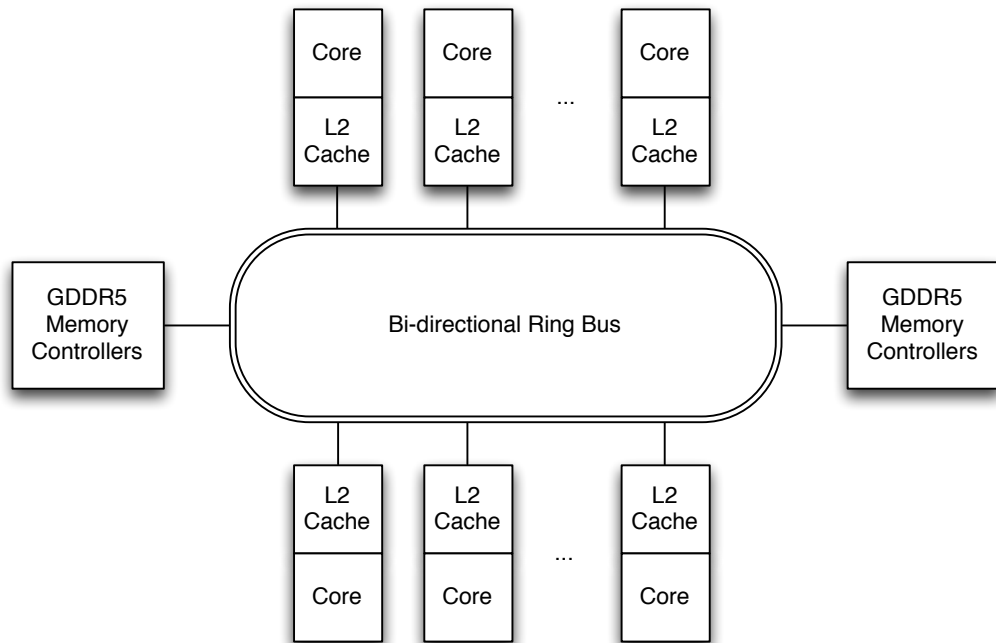 Core
Core
Core
...
L2
Cache
L2
Cache
L2
Cache
GDDR5
Memory
Controllers
Bi-directional Ring Bus
GDDR5
Memory
Controllers
L2
Cache
L2
Cache
L2
Cache
...
Core
Core
Core